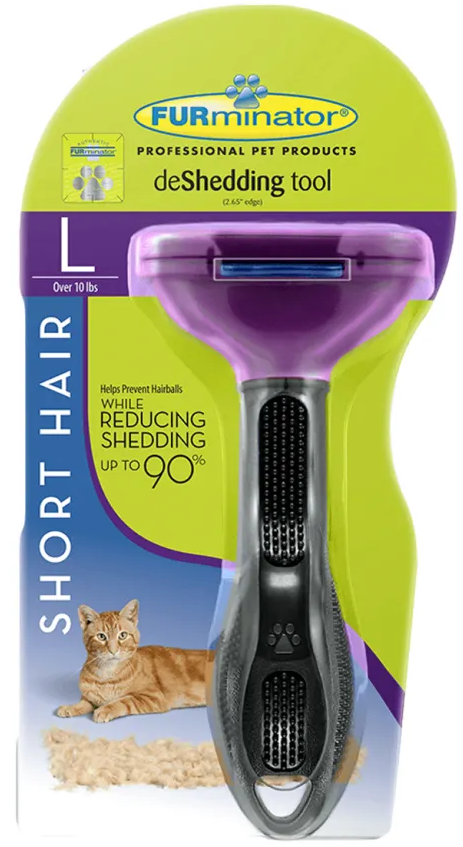 FURminator®
PROFESSIONAL PET PRODUCTS
FURminator
deShedding tool
(2.65" edge)
L
Over 10 lbs
SHORT HAIR
Helps Prevent Hairballs
WHILE
REDUCING
SHEDDING
UP TO 90%